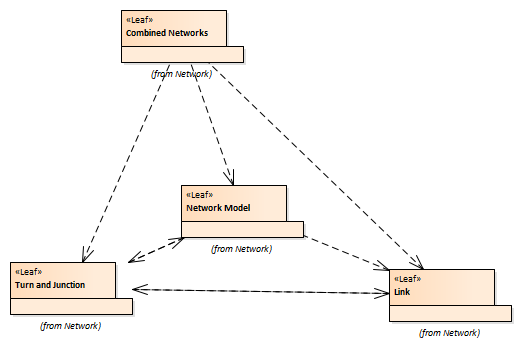 «Leaf»
Combined Networks
(from Network)
«Leaf»
Network Model
(from Network)
«Leaf»
Turn and Junction
(from Network)
«Leaf»
Link
(from Network)